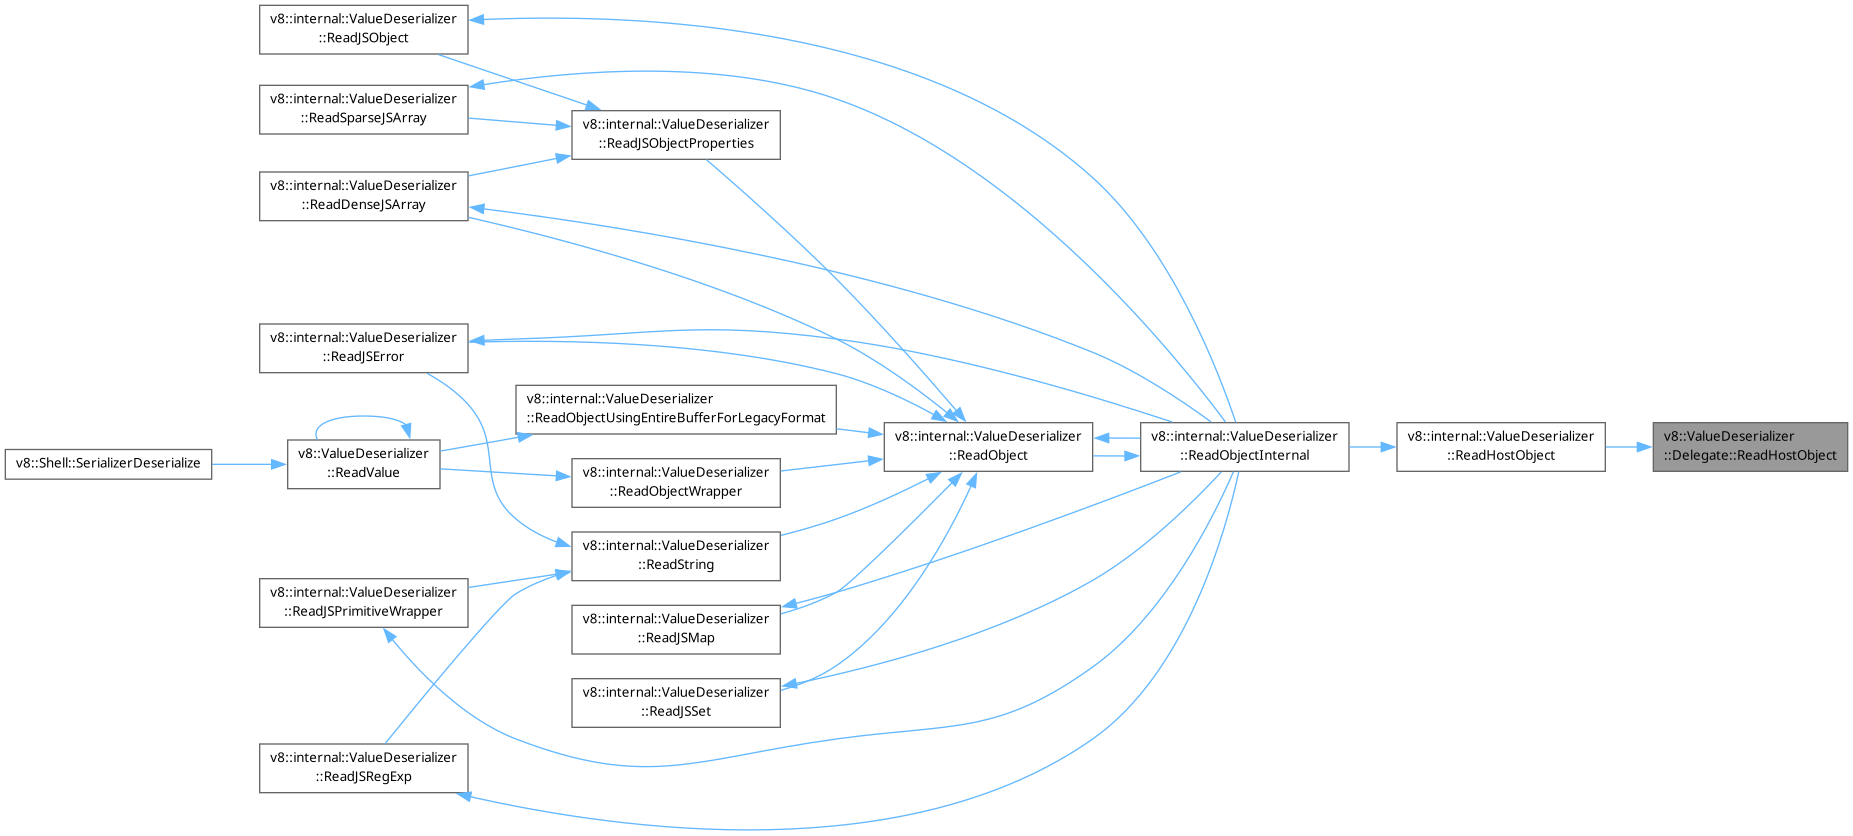 v8::internal::ValueDeserializer
::ReadJSObject
v8::internal::ValueDeserializer
::ReadSparseJSArray
v8::internal::ValueDeserializer
::ReadJSObjectProperties
v8::internal::ValueDeserializer
::ReadDenseJSArray
v8::internal::ValueDeserializer
::ReadJSError
v8::internal::ValueDeserializer
::ReadObjectUsingEntireBufferForLegacyFormat
v8::Shell::SerializerDeserialize
v8::ValueDeserializer
::ReadValue
v8::internal::ValueDeserializer
::ReadObject
v8::internal::ValueDeserializer
::ReadObjectInternal
v8::internal::ValueDeserializer
::ReadHostObject
v8::ValueDeserializer
::Delegate::ReadHostObject
v8::internal::ValueDeserializer
::ReadObjectWrapper
v8::internal::ValueDeserializer
::ReadString
v8::internal::ValueDeserializer
::ReadJSPrimitiveWrapper
v8::internal::ValueDeserializer
::ReadJSMap
v8::internal::ValueDeserializer
::ReadJSSet
v8::internal::ValueDeserializer
::ReadJSRegExp